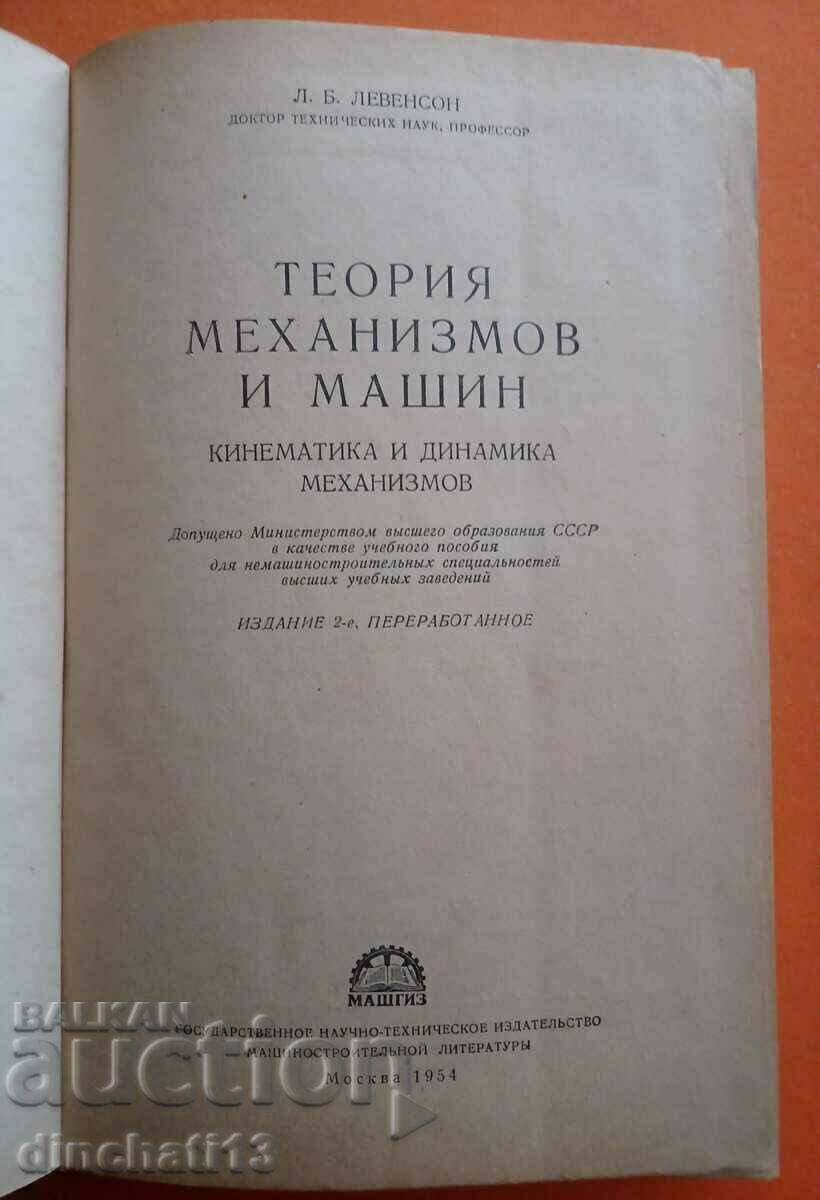 Л. Б. ЛЕВЕНСОН
ДОКТОР ТЕХНИЧЕСКИХ НАУК, ПРОФЕССОР
ТЕОРИЯ
МЕХАНИЗМОВ
И МАШИН
КИНЕМАТИКА И ДИНАМИКА
МЕХАНИЗМОВ
Допущено Министерством высшего образования СССР
в качестве учебного пособия
для немашиностроительных специальностей
высших учебных заведений
ИЗДАНИЕ 2-е, ПЕРЕРАБОТАННОЕ
МАШГИЗ
ГОСУДАРСТВЕННОЕ НАУЧНО-ТЕХНИЧЕСКОЕ ИЗДАТЕЛЬСТВО
МАШИНОСТРОИТЕЛЬНОЙ ЛИТЕРАТУРЫ
Москва 1954
BALKAN
auction
dinchati13